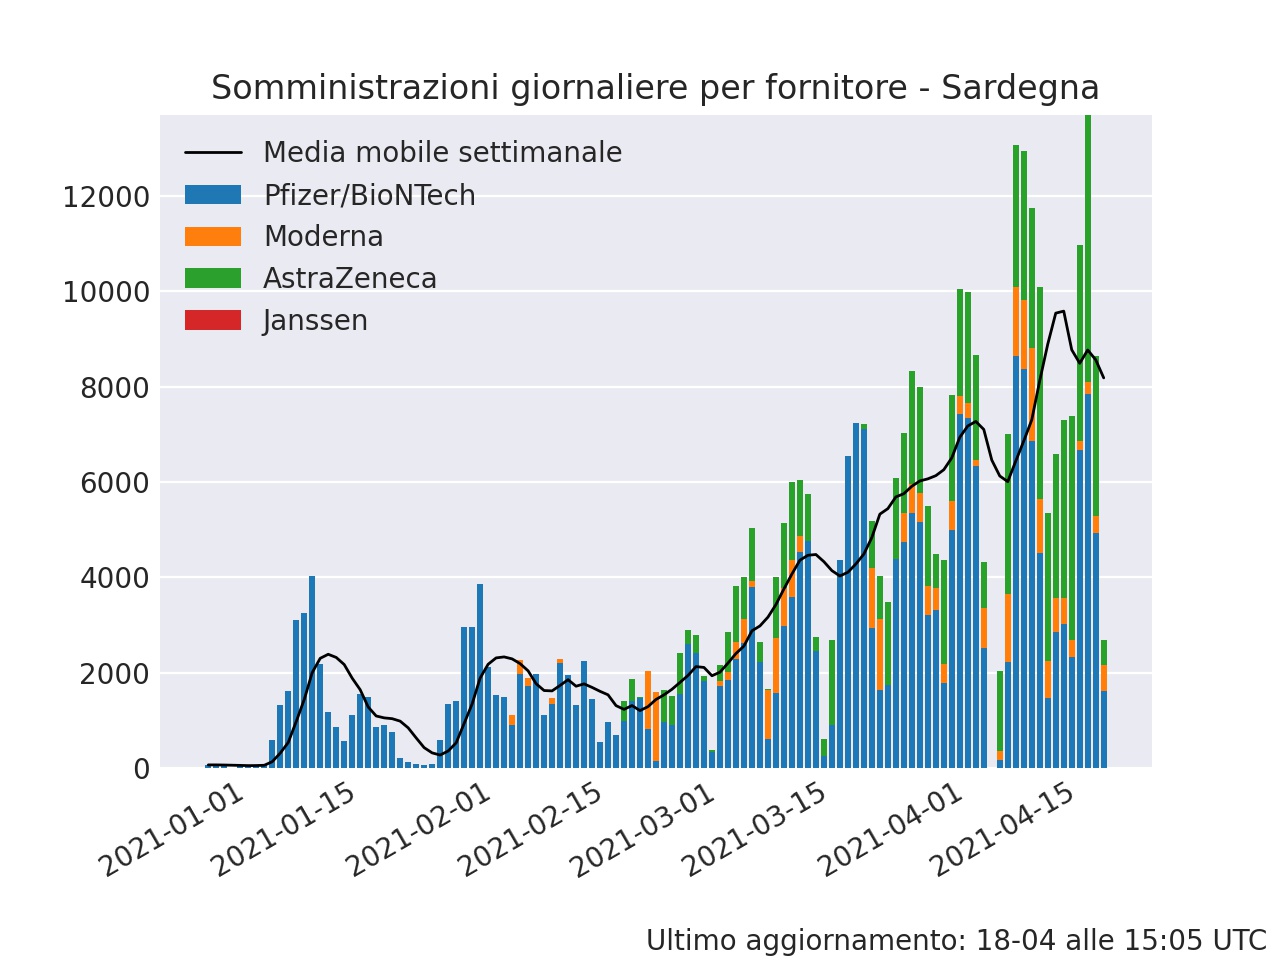 Somministrazioni giornaliere per fornitore - Sardegna
Media mobile settimanale
Pfizer/BioNTech
Moderna
AstraZeneca
Janssen
12000
10000
8000
6000
4000
2000
0
2021-01-01
2021-01-15
2021-02-01
2021-02-15
2021-03-01
2021-03-15
2021-04-01
2021-04-15
Ultimo aggiornamento: 18-04 alle 15:05 UTC